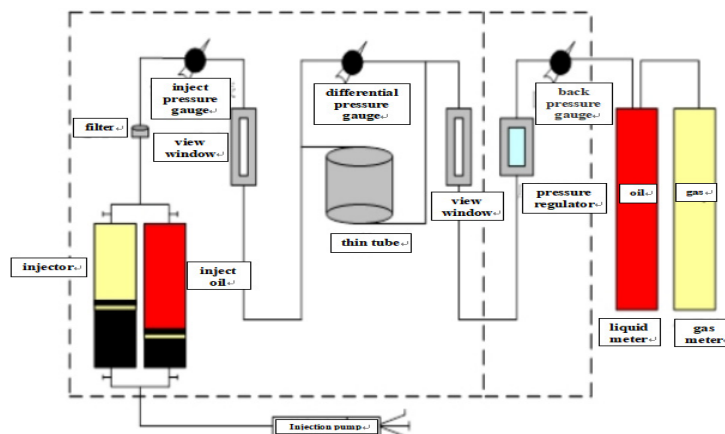 inject
pressure
gauge
differential
pressure
gauge
back
pressure gauge
filter
view
window
oil
gas
view
window
pressure
regulator
thin tube
injector
inject
oil
liquid
meter
gas
meter
Injection pump